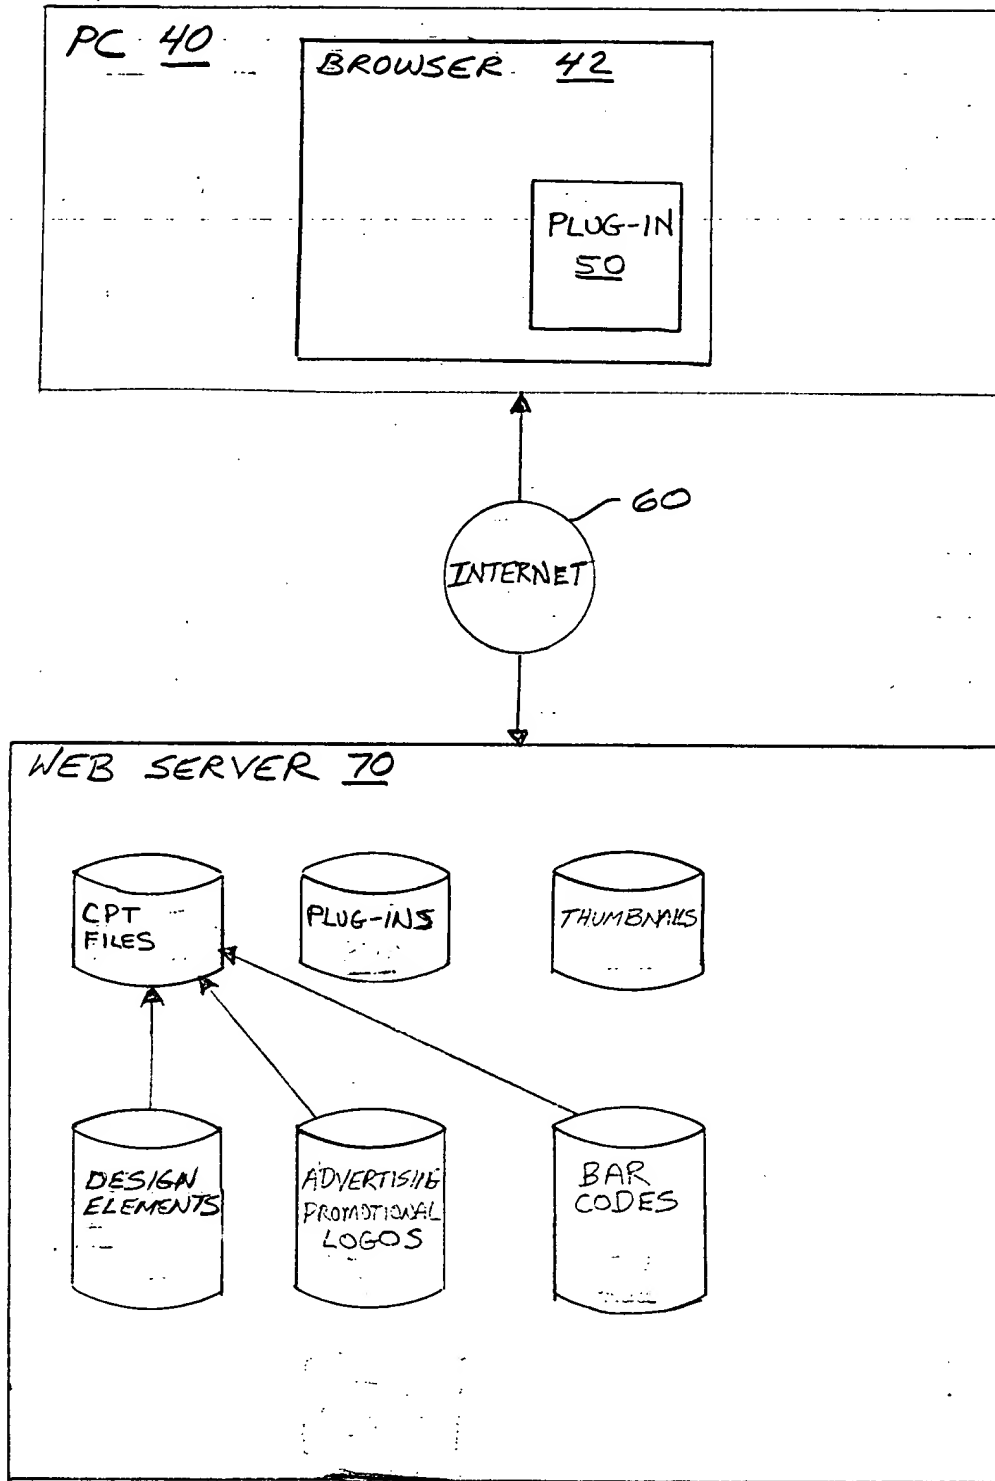 PC 40
BROWSER 42
PLUG-IN
50
60
INTERNET
WEB SERVER 70
CPT
FILES
PLUG-INS
THUMBNAILS
DESIGN
ELEMENTS
ADVERTISING
PROMOTIONAL
LOGOS
BAR
CODES